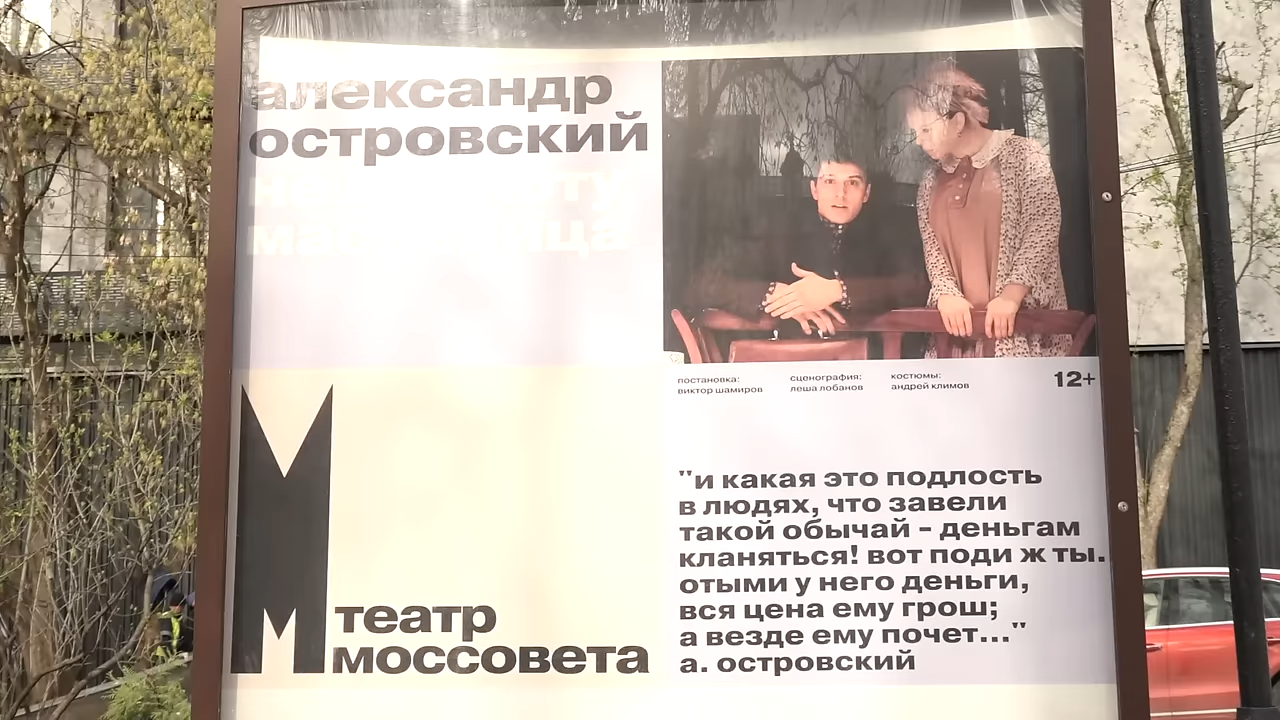 александр
островский
постановка:
виктор шамиров
сценография:
леша лобанов
костюмы:
андрей климов
12+
"и какая это подлость
в людях, что завели
такой обычай - деньгам
кланяться! вот поди ж ты.
отыми у него деньги,
вся цена ему грош;
а везде ему почет..."
а. островский
М
театр
моссовета